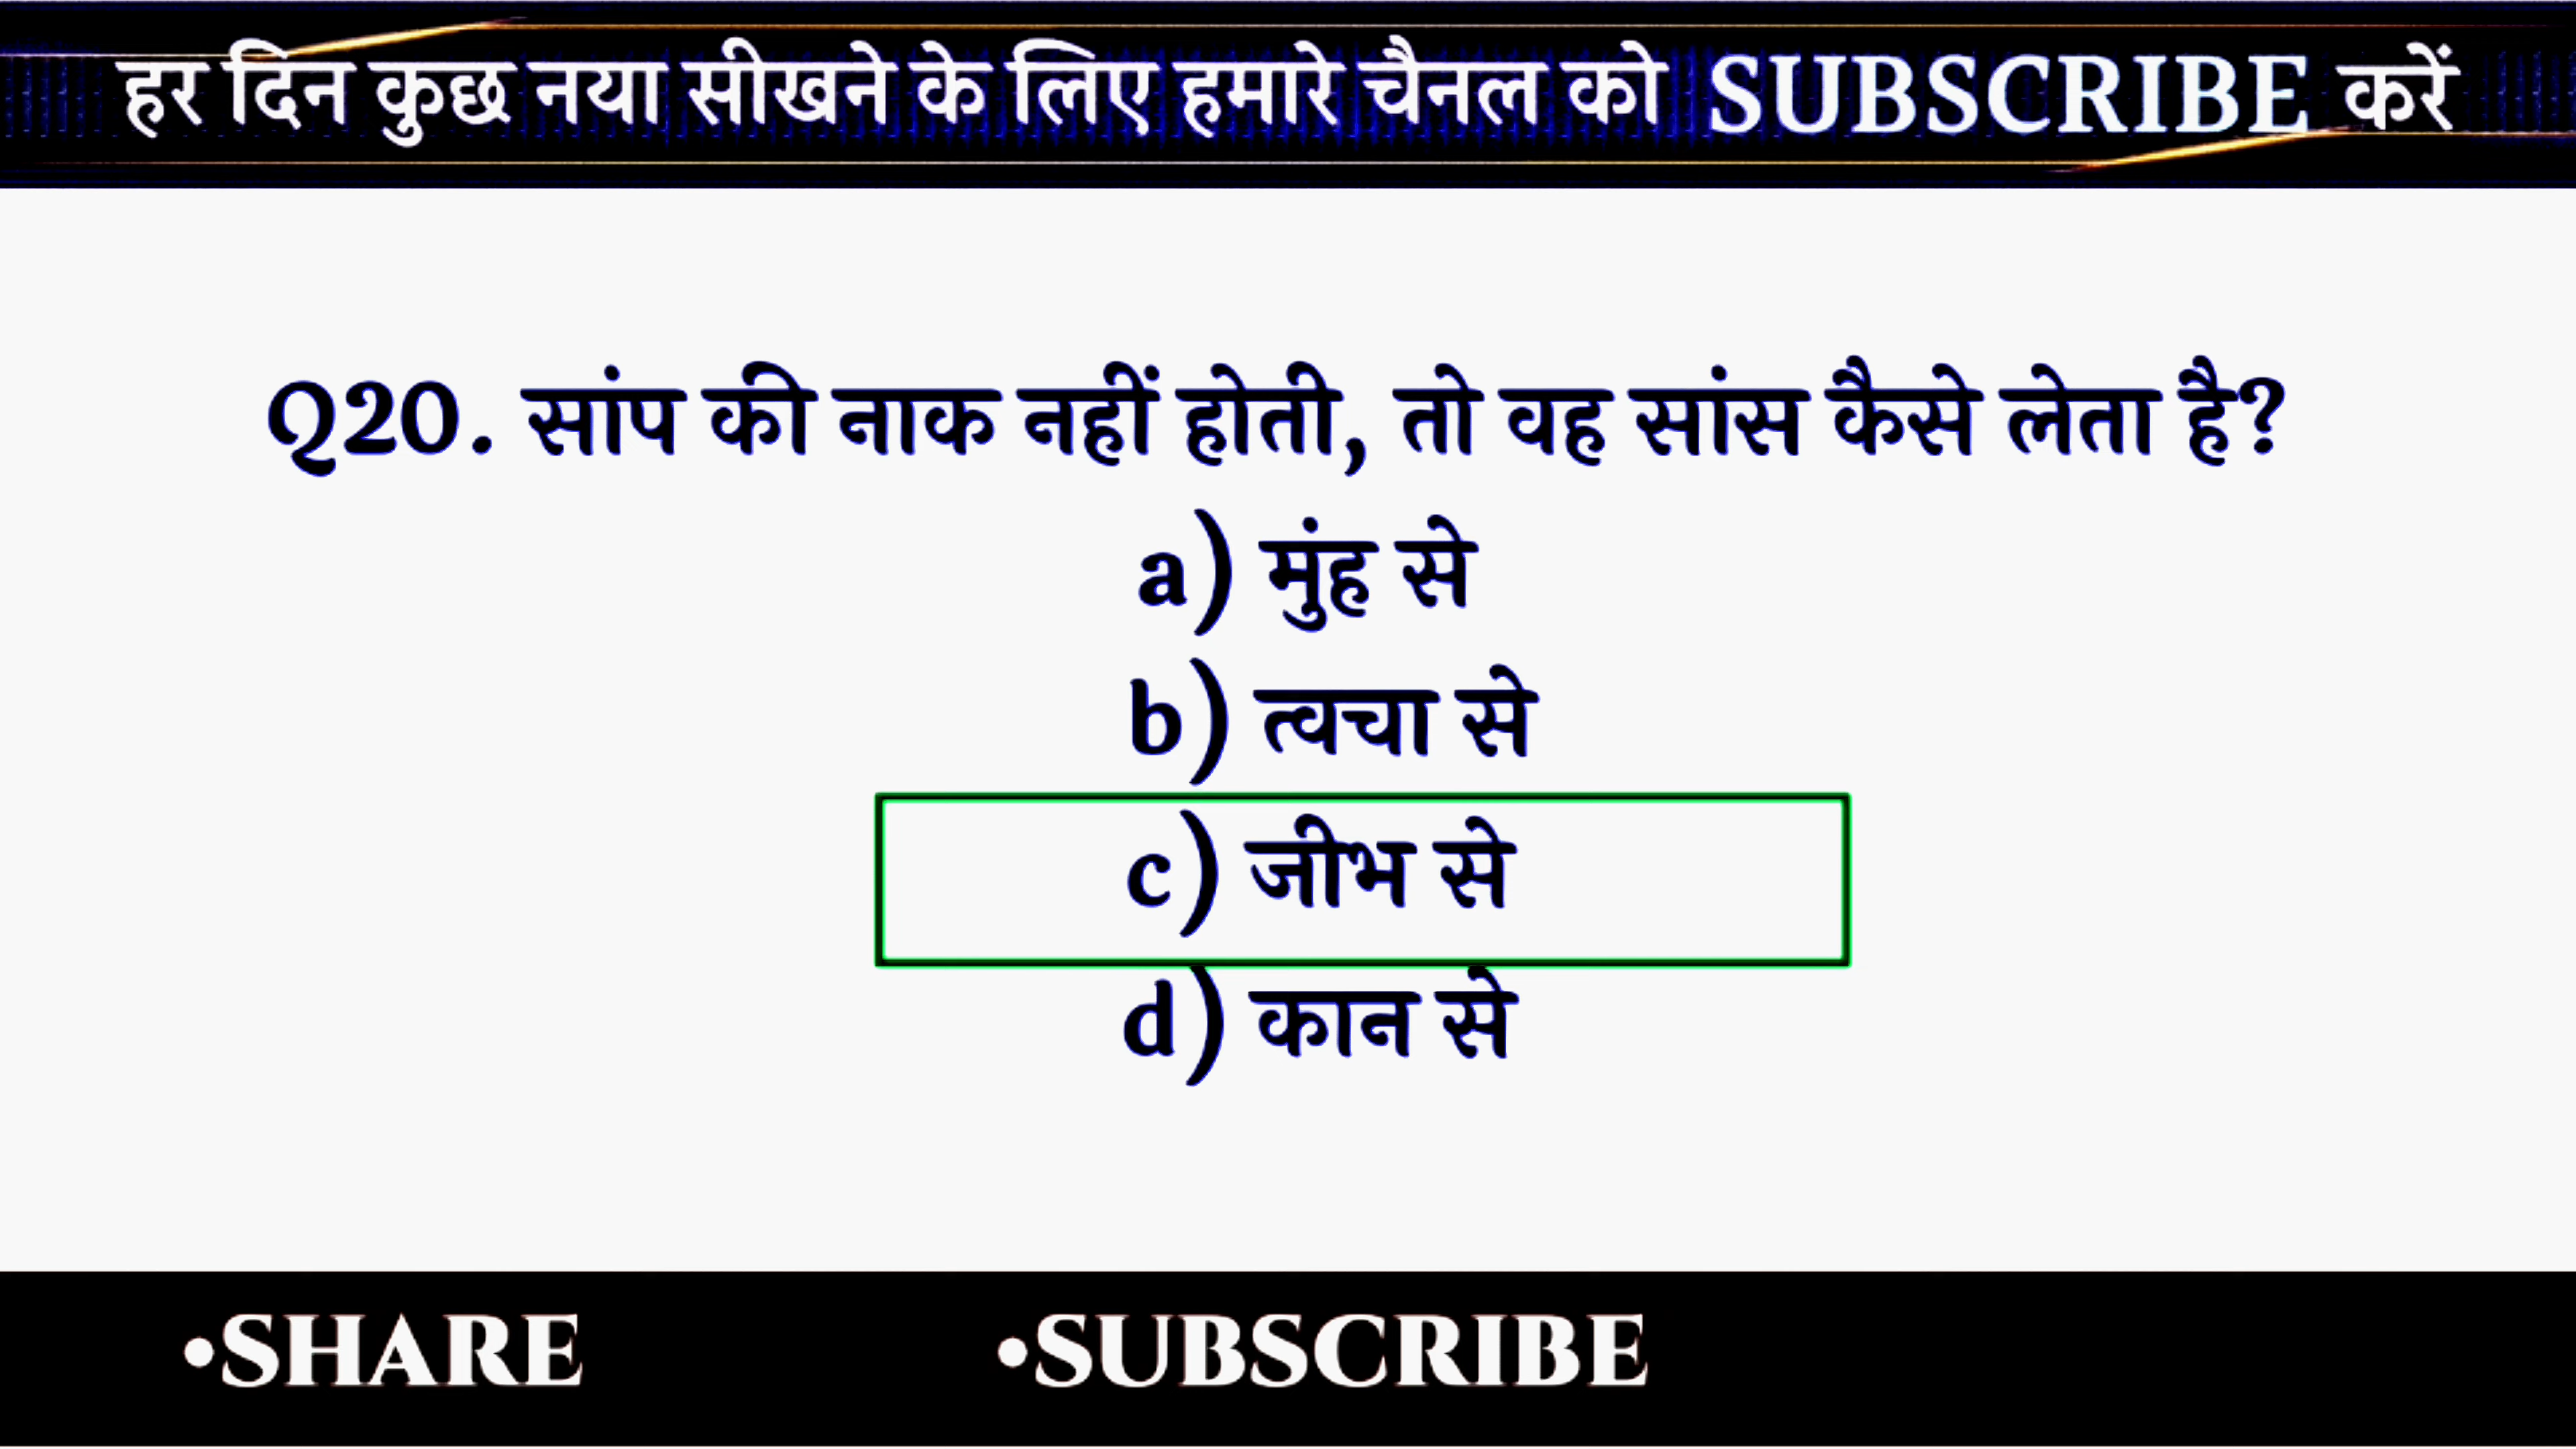 हर दिन कुछ नया सीखने के लिए हमारे चैनल को SUBSCRIBE करें
Q20. सांप की नाक नहीं होती, तो वह सांस कैसे लेता है?
a) मुंह से
b) त्वचा से
c) जीभ से
d) कान से
•SHARE •SUBSCRIBE